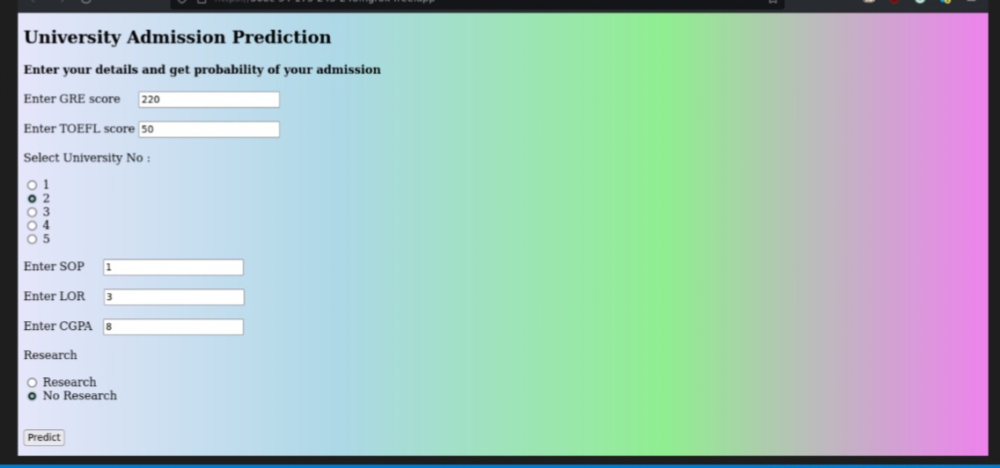 University Admission Prediction
Enter your details and get probability of your admission
Enter GRE score 220
Enter TOEFL score 50
Select University No :
1
2
3
4
5
Enter SOP 1
Enter LOR 3
Enter CGPA 8
Research
Research
No Research
Predict